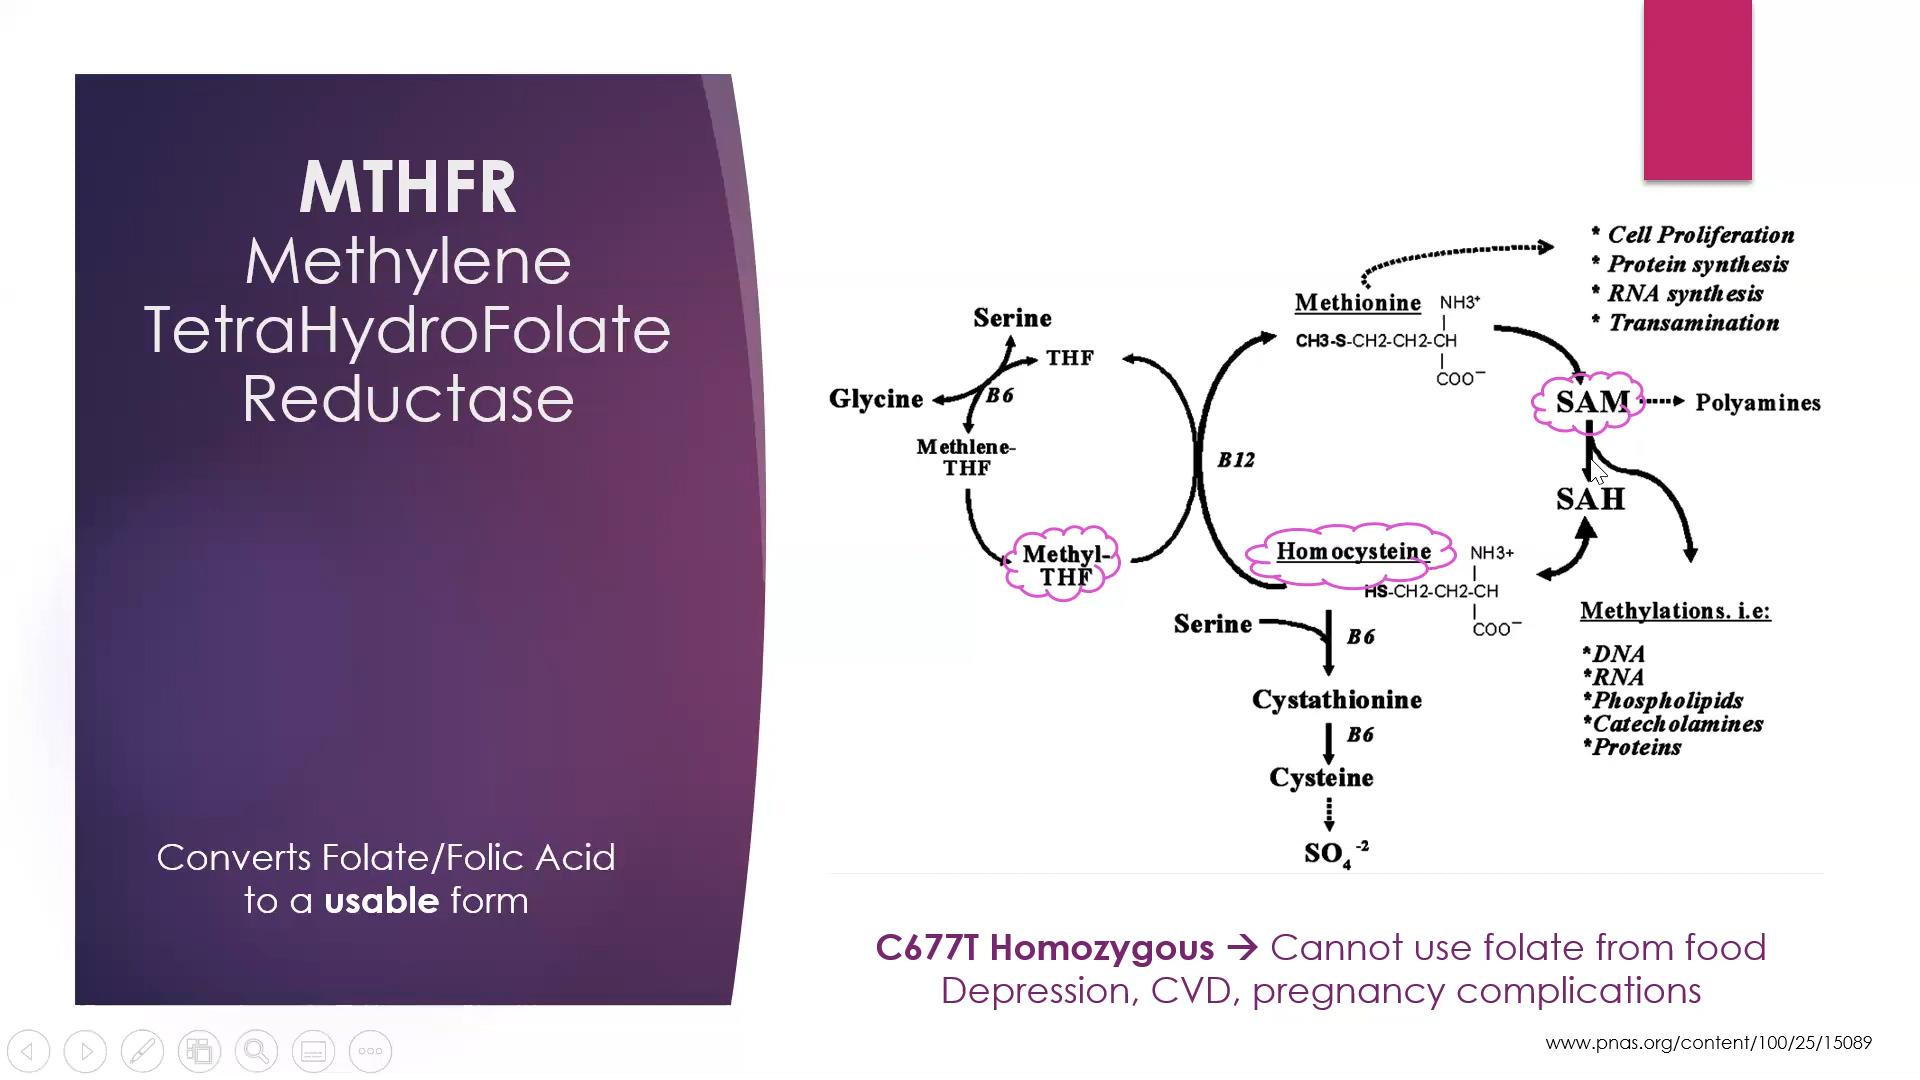 MTHFR
Methylene
TetraHydroFolate
Reductase
Converts Folate/Folic Acid
to a usable form
* Cell Proliferation
* Protein synthesis
* RNA synthesis
* Transamination
Methionine
NH3+
CH3-S-CH2-CH2-CH
COO−
Serine
THF
Glycine
B6
Methlene-
THF
Methyl-
THF
B12
SAM
Polyamines
SAH
Homocysteine
NH3+
HS-CH2-CH2-CH
COO−
Serine
B6
Cystathionine
B6
Cysteine
SO4 -2
Methylations. i.e:
*DNA
*RNA
*Phospholipids
*Catecholamines
*Proteins
C677T Homozygous → Cannot use folate from food
Depression, CVD, pregnancy complications
www.pnas.org/content/100/25/15089